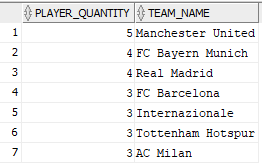 PLAYER_QUANTITY TEAM_NAME
1 5 Manchester United
2 4 FC Bayern Munich
3 4 Real Madrid
4 3 FC Barcelona
5 3 Internazionale
6 3 Tottenham Hotspur
7 3 AC Milan